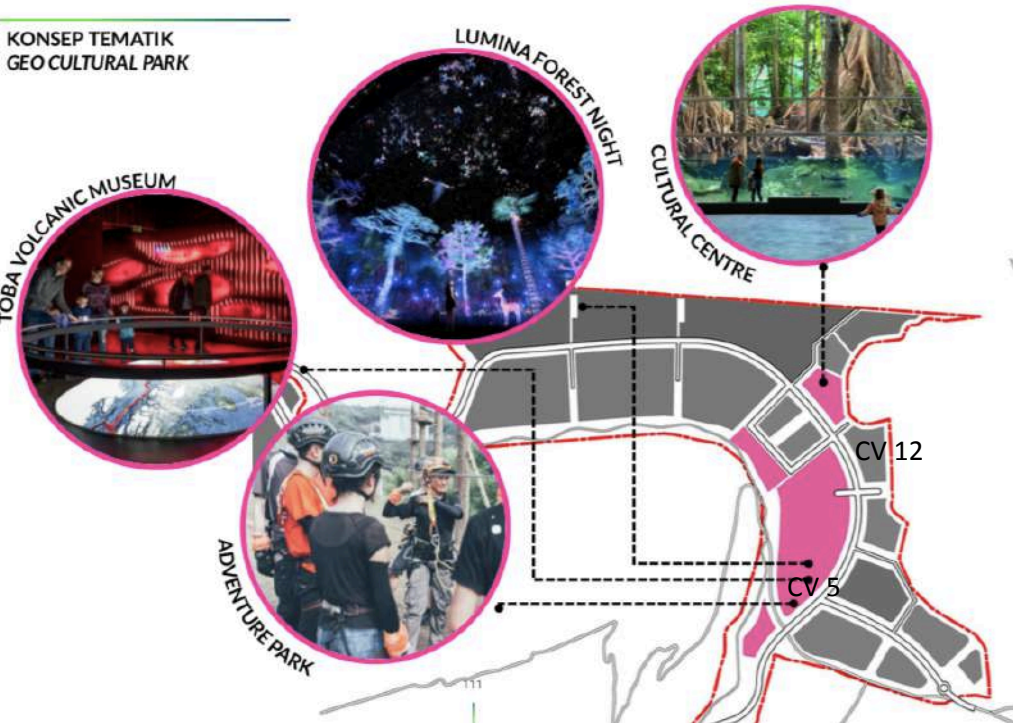 KONSEP TEMATIK
GEO CULTURAL PARK
LUMINA FOREST NIGHT
CULTURAL CENTRE
TOBA VOLCANIC MUSEUM
ADVENTURE PARK
CV 12
CV 5
111